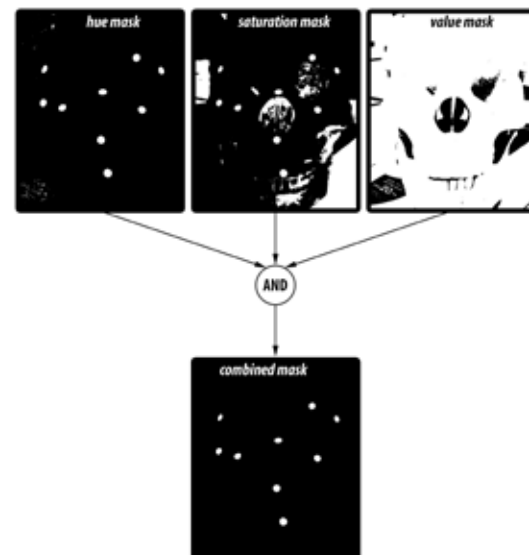 hue mask
saturation mask
value mask
AND
combined mask